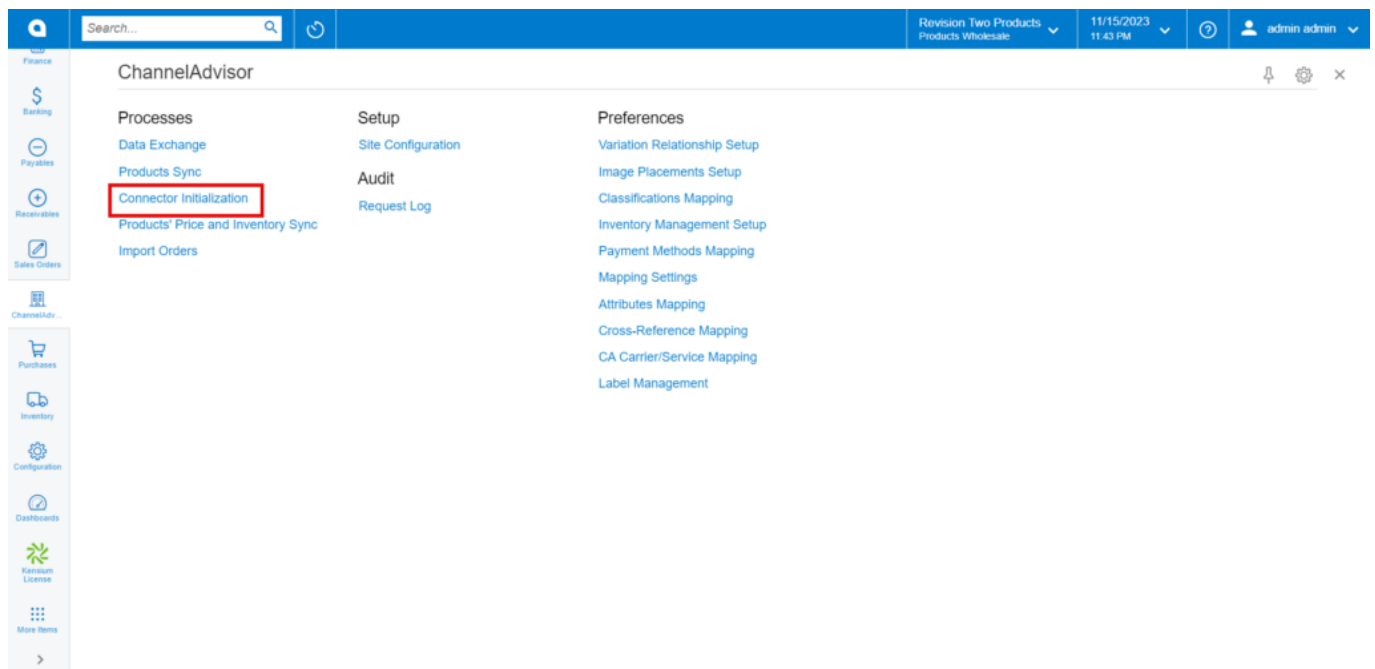 Search...
Revision Two Products
Products Wholesale
11/15/2023
11:43 PM
admin admin
Finance
Banking
Payables
Receivables
Sales Orders
ChannelAdv...
Purchases
Inventory
Configuration
Dashboards
Kensium
License
More Items
ChannelAdvisor
Processes
Data Exchange
Products Sync
Connector Initialization
Products' Price and Inventory Sync
Import Orders
Setup
Site Configuration
Audit
Request Log
Preferences
Variation Relationship Setup
Image Placements Setup
Classifications Mapping
Inventory Management Setup
Payment Methods Mapping
Mapping Settings
Attributes Mapping
Cross-Reference Mapping
CA Carrier/Service Mapping
Label Management